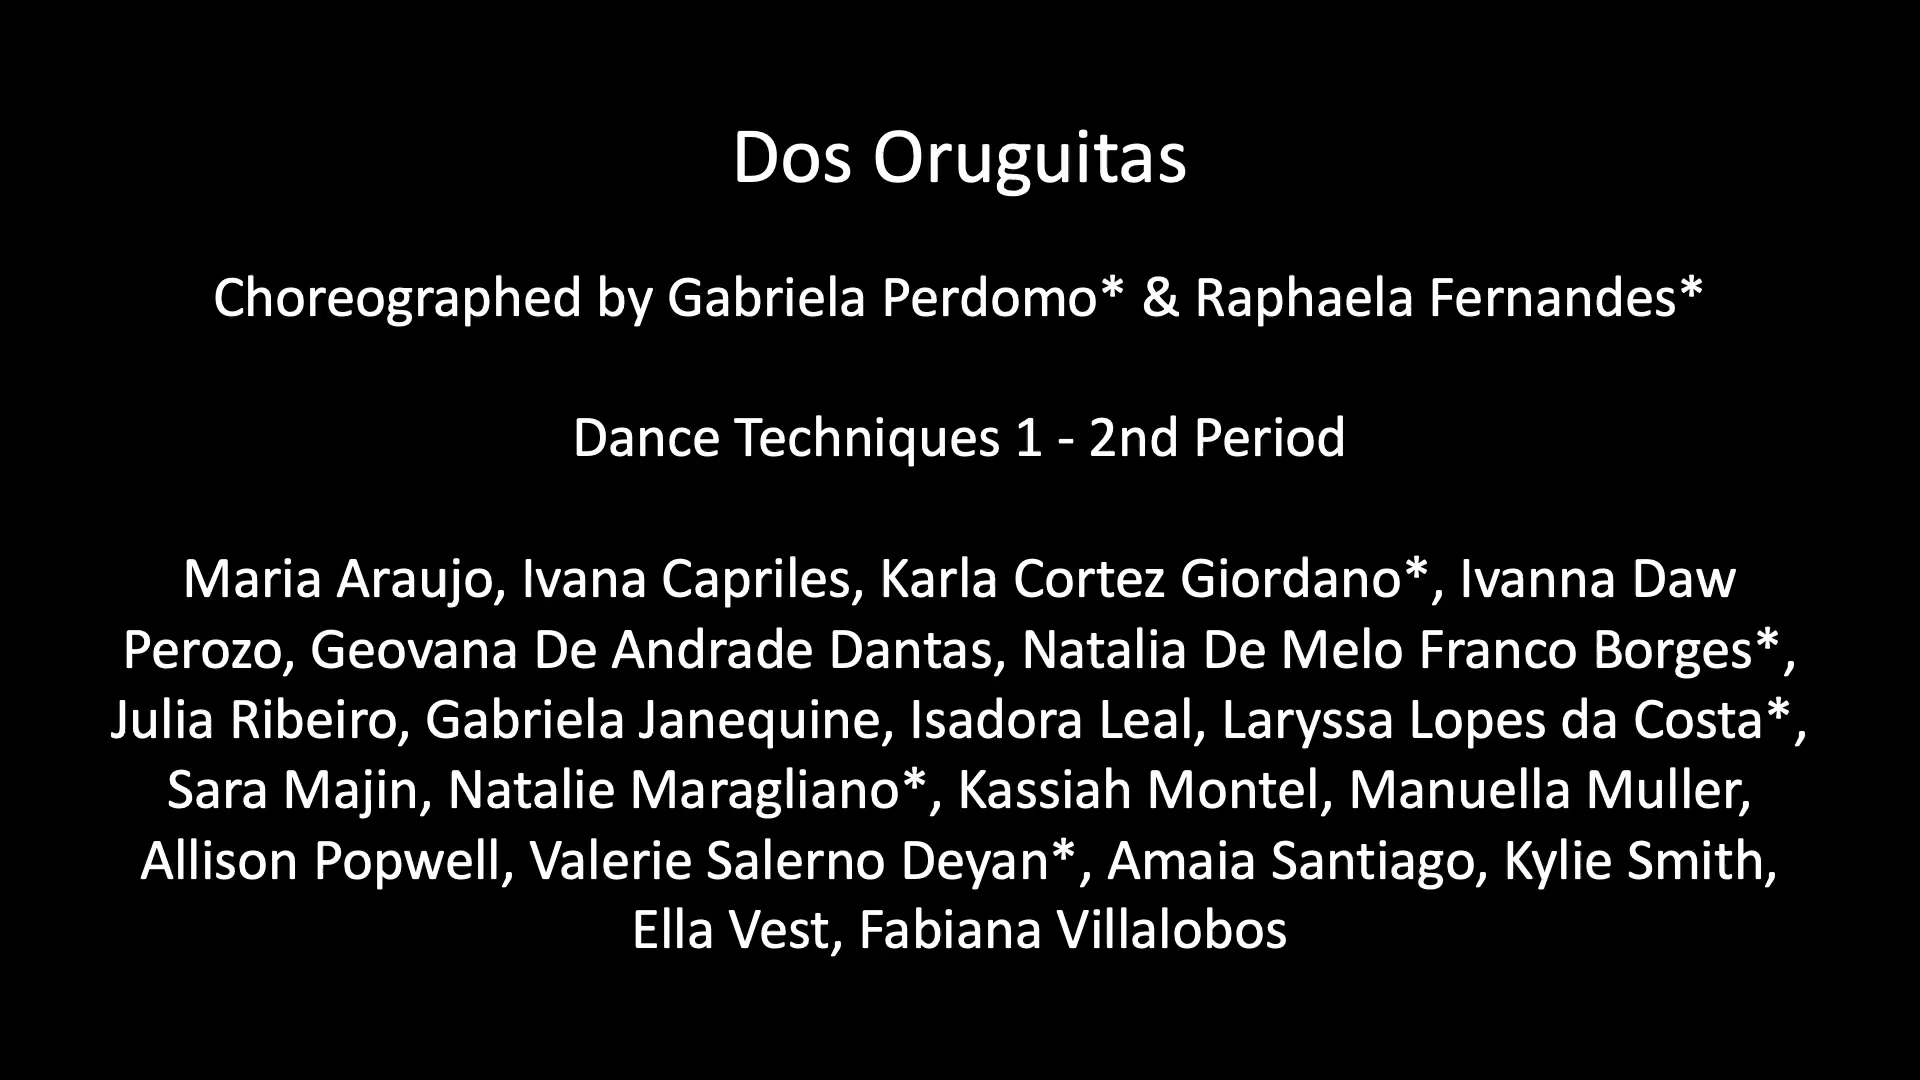 Dos Oruguitas
Choreographed by Gabriela Perdomo* & Raphaela Fernandes*
Dance Techniques 1 - 2nd Period
Maria Araujo, Ivana Capriles, Karla Cortez Giordano*, Ivanna Daw
Perozo, Geovana De Andrade Dantas, Natalia De Melo Franco Borges*,
Julia Ribeiro, Gabriela Janequine, Isadora Leal, Laryssa Lopes da Costa*,
Sara Majin, Natalie Maragliano*, Kassiah Montel, Manuella Muller,
Allison Popwell, Valerie Salerno Deyan*, Amaia Santiago, Kylie Smith,
Ella Vest, Fabiana Villalobos